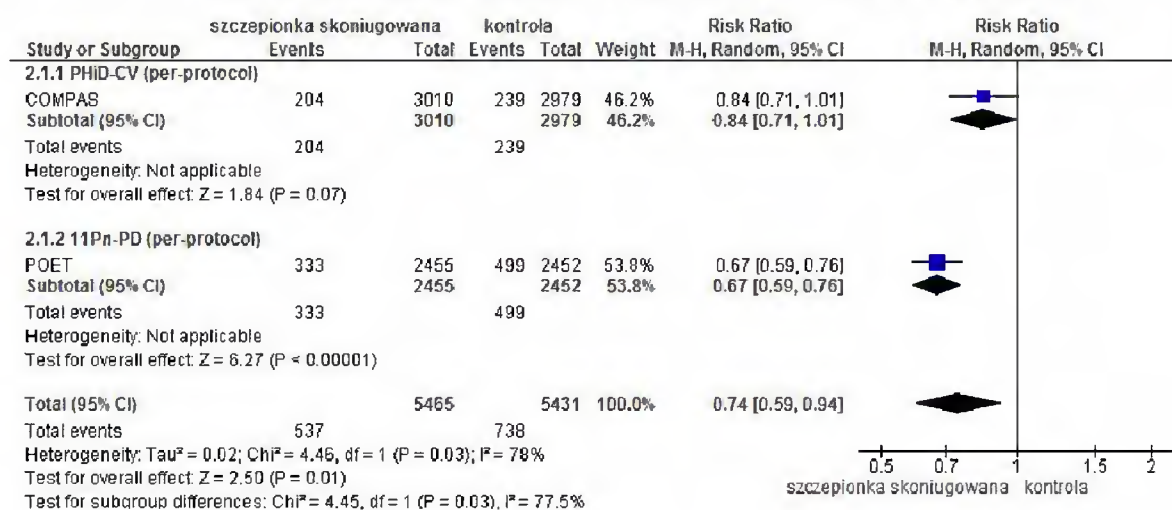 szczepionka skoniugowana kontrola Risk Ratio Risk Ratio
Study or Subgroup Events Total Events Total Weight M-H, Random, 95% CI M-H, Random, 95% CI
2.1.1 PHiD-CV (per-protocol)
COMPAS 204 3010 239 2979 46.2% 0.84 [0.71, 1.01]
Subtotal (95% CI) 3010 2979 46.2% 0.84 [0.71, 1.01]
Total events 204 239
Heterogeneity: Not applicable
Test for overall effect: Z = 1.84 (P = 0.07)
2.1.2 11Pn-PD (per-protocol)
POET 333 2455 499 2452 53.8% 0.67 [0.59, 0.76]
Subtotal (95% CI) 2455 2452 53.8% 0.67 [0.59, 0.76]
Total events 333 499
Heterogeneity: Not applicable
Test for overall effect: Z = 6.27 (P < 0.00001)
Total (95% CI) 5465 5431 100.0% 0.74 [0.59, 0.94]
Total events 537 738
Heterogeneity: Tau² = 0.02; Chi² = 4.46, df = 1 (P = 0.03); I² = 78%
Test for overall effect: Z = 2.50 (P = 0.01)
Test for subgroup differences: Chi² = 4.45, df = 1 (P = 0.03), I² = 77.5%
0.5 0.7 1 1.5 2
szczepionka skoniugowana kontrola